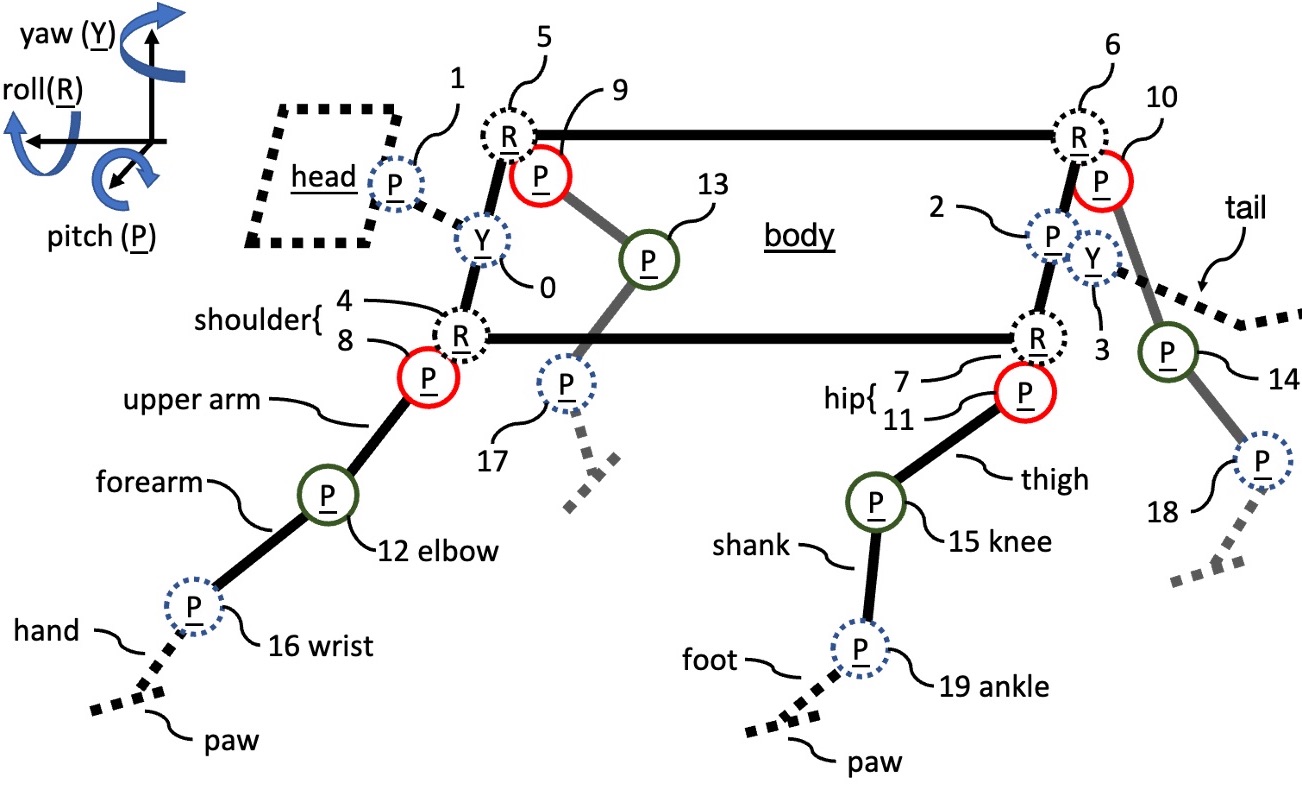 yaw (Y)
roll(R)
pitch (P)
5
6
1
9
10
R
R
head
P
P
P
13
2
tail
Y
body
P
Y
P
0
3
shoulder{
4
8
R
R
P
P
P
7
hip{
11
P
14
upper arm
17
P
18
forearm
P
thigh
P
12 elbow
shank
15 knee
P
hand
16 wrist
foot
P
19 ankle
paw
paw